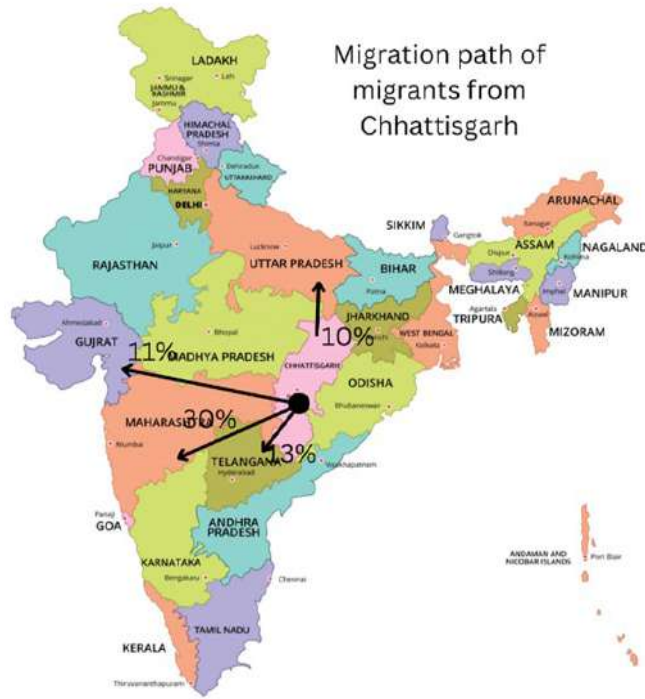 Migration path of
migrants from
Chhattisgarh
LADAKH
Srinagar
Leh
JAMMU &
KASHMIR
Jammu
HIMACHAL
PRADESH
Shimla
Chandigar
PUNJAB
Dehradun
UTTARAKHAND
HARYANA
DELHI
Jaipur
RAJASTHAN
Lucknow
UTTAR PRADESH
SIKKIM
Gangtok
ARUNACHAL
Itanagar
ASSAM
Dispur
NAGALAND
Kohima
Shillong
MEGHALAYA
Imphal
MANIPUR
Agartala
TRIPURA
Aizawl
MIZORAM
BIHAR
Patna
JHARKHAND
10%
WEST BENGAL
Kolkata
Ahmedabad
GUJRAT
11%
Bhopal
MADHYA PRADESH
CHHATTISGARH
ODISHA
Bhubaneswar
MAHARASHTRA
30%
Mumbai
13%
TELANGANA
Hyderabad
Visakhapatnam
Panaji
GOA
ANDHRA
PRADESH
KARNATAKA
Bengaluru
Chennai
TAMIL NADU
KERALA
Thiruvananthapuram
ANDAMAN AND
NICOBAR ISLANDS
Port Blair